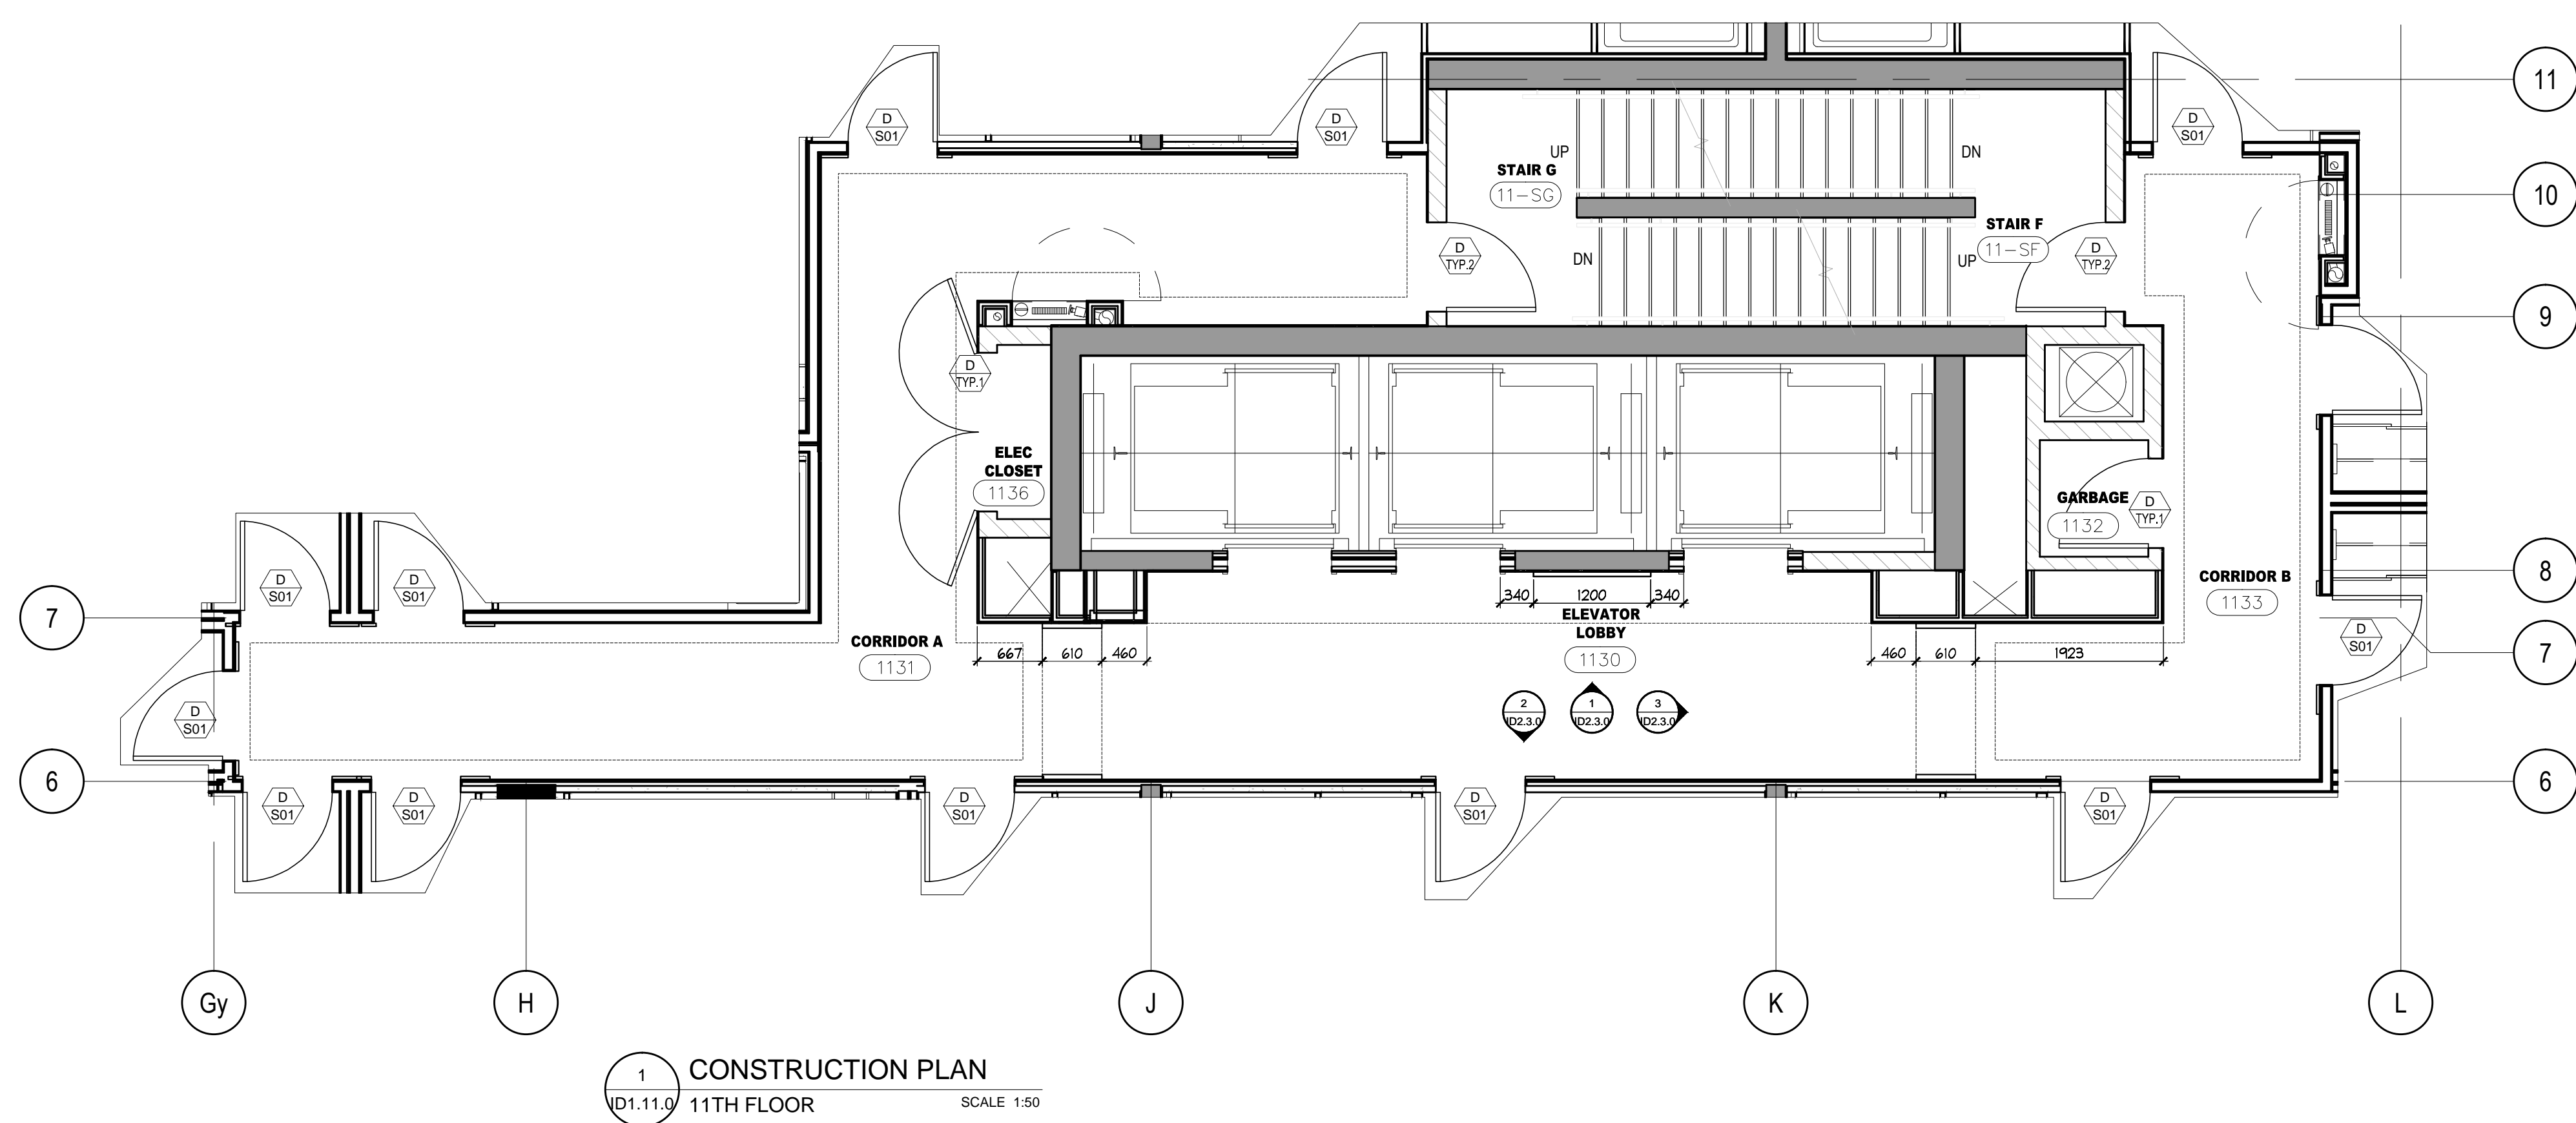 11
D
S01
D
S01
D
S01
UP
DN
STAIR G
11-SG
10
STAIR F
11-SF
D
TYP.2
D
TYP.2
DN
UP
9
D
TYP.1
ELEC
CLOSET
1136
GARBAGE
1132
D
TYP.1
8
CORRIDOR B
1133
D
S01
D
S01
340
1200
340
7
ELEVATOR
LOBBY
1130
CORRIDOR A
1131
667
610
460
460
610
1923
D
S01
7
D
S01
2
ID2.3.0
1
ID2.3.0
3
ID2.3.0
6
6
D
S01
D
S01
D
S01
D
S01
D
S01
Gy
H
J
K
L
1
ID1.11.0
CONSTRUCTION PLAN
11TH FLOOR
SCALE 1:50